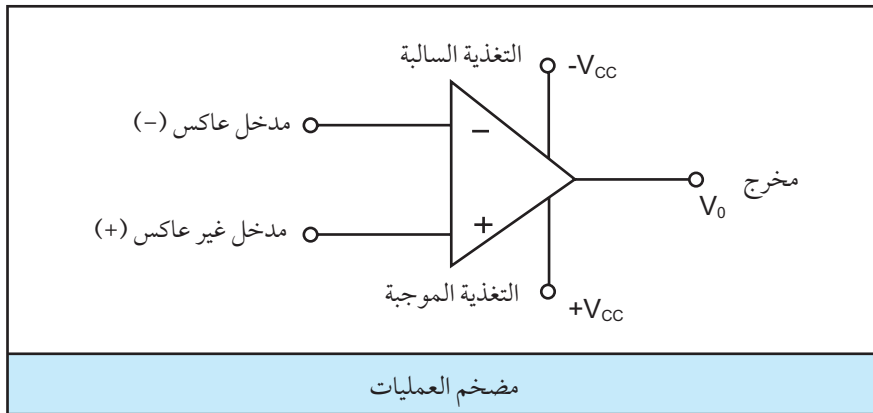 التغذية السالبة
-VCC
مدخل عاكس (−)
−
مخرج
V0
مدخل غير عاكس (+)
+
التغذية الموجبة
+VCC
مضخم العمليات